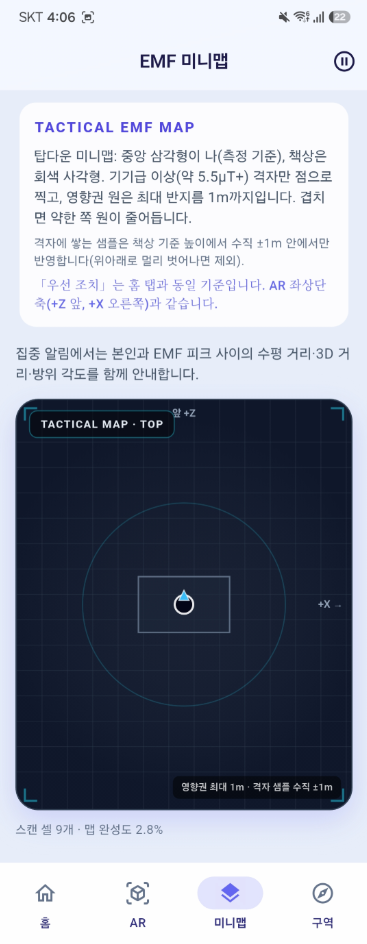 SKT 4:06 22
EMF 미니맵
TACTICAL EMF MAP
탑다운 미니맵: 중앙 삼각형이 나(측정 기준), 책상은
회색 사각형. 기기급 이상(약 5.5µT+) 격자만 점으로
찍고, 영향권 원은 최대 반지름 1m까지입니다. 겹치
면 약한 쪽 원이 줄어듭니다.
격자에 쌓는 샘플은 책상 기준 높이에서 수직 ±1m 안에서만
반영합니다(위아래로 멀리 벗어나면 제외).
「우선 조치」는 홈 탭과 동일 기준입니다. AR 좌상단
축(+Z 앞, +X 오른쪽)과 같습니다.
집중 알림에서는 본인과 EMF 피크 사이의 수평 거리·3D 거
리·방위 각도를 함께 안내합니다.
앞 +Z
TACTICAL MAP · TOP
+X →
영향권 최대 1m · 격자 샘플 수직 ±1m
스캔 셀 9개 · 맵 완성도 2.8%
홈 AR 미니맵 구역